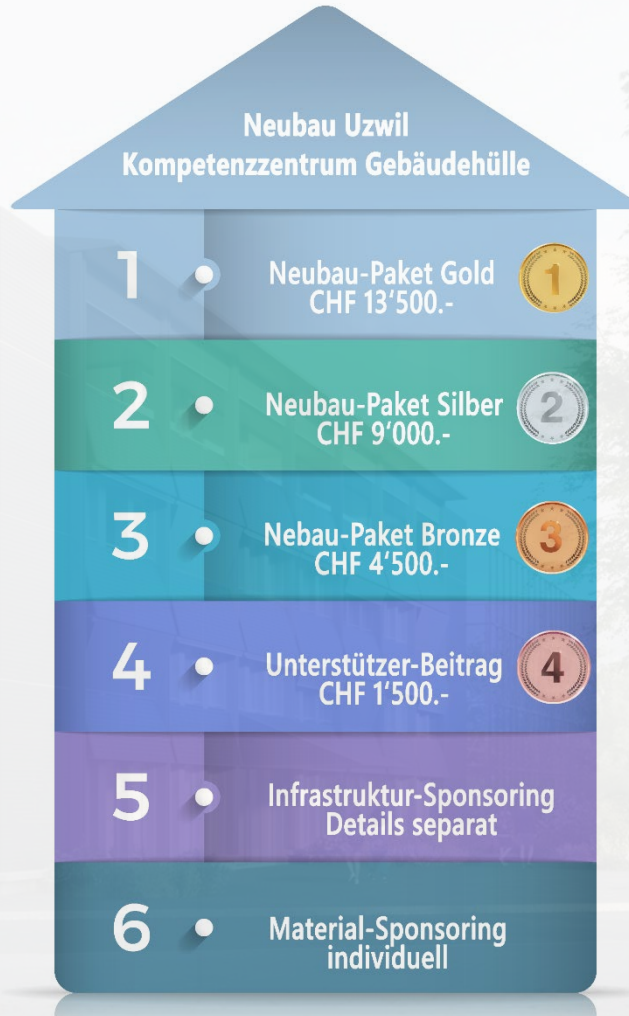 Neubau Uzwil
Kompetenzzentrum Gebäudehülle
1
Neubau-Paket Gold
CHF 13'500.-
1
2
Neubau-Paket Silber
CHF 9'000.-
2
3
Nebau-Paket Bronze
CHF 4'500.-
3
4
Unterstützer-Beitrag
CHF 1'500.-
4
5
Infrastruktur-Sponsoring
Details separat
6
Material-Sponsoring
individuell